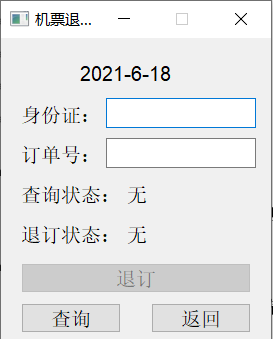 机票退...
2021-6-18
身份证：
订单号：
查询状态： 无
退订状态： 无
退订
查询 返回